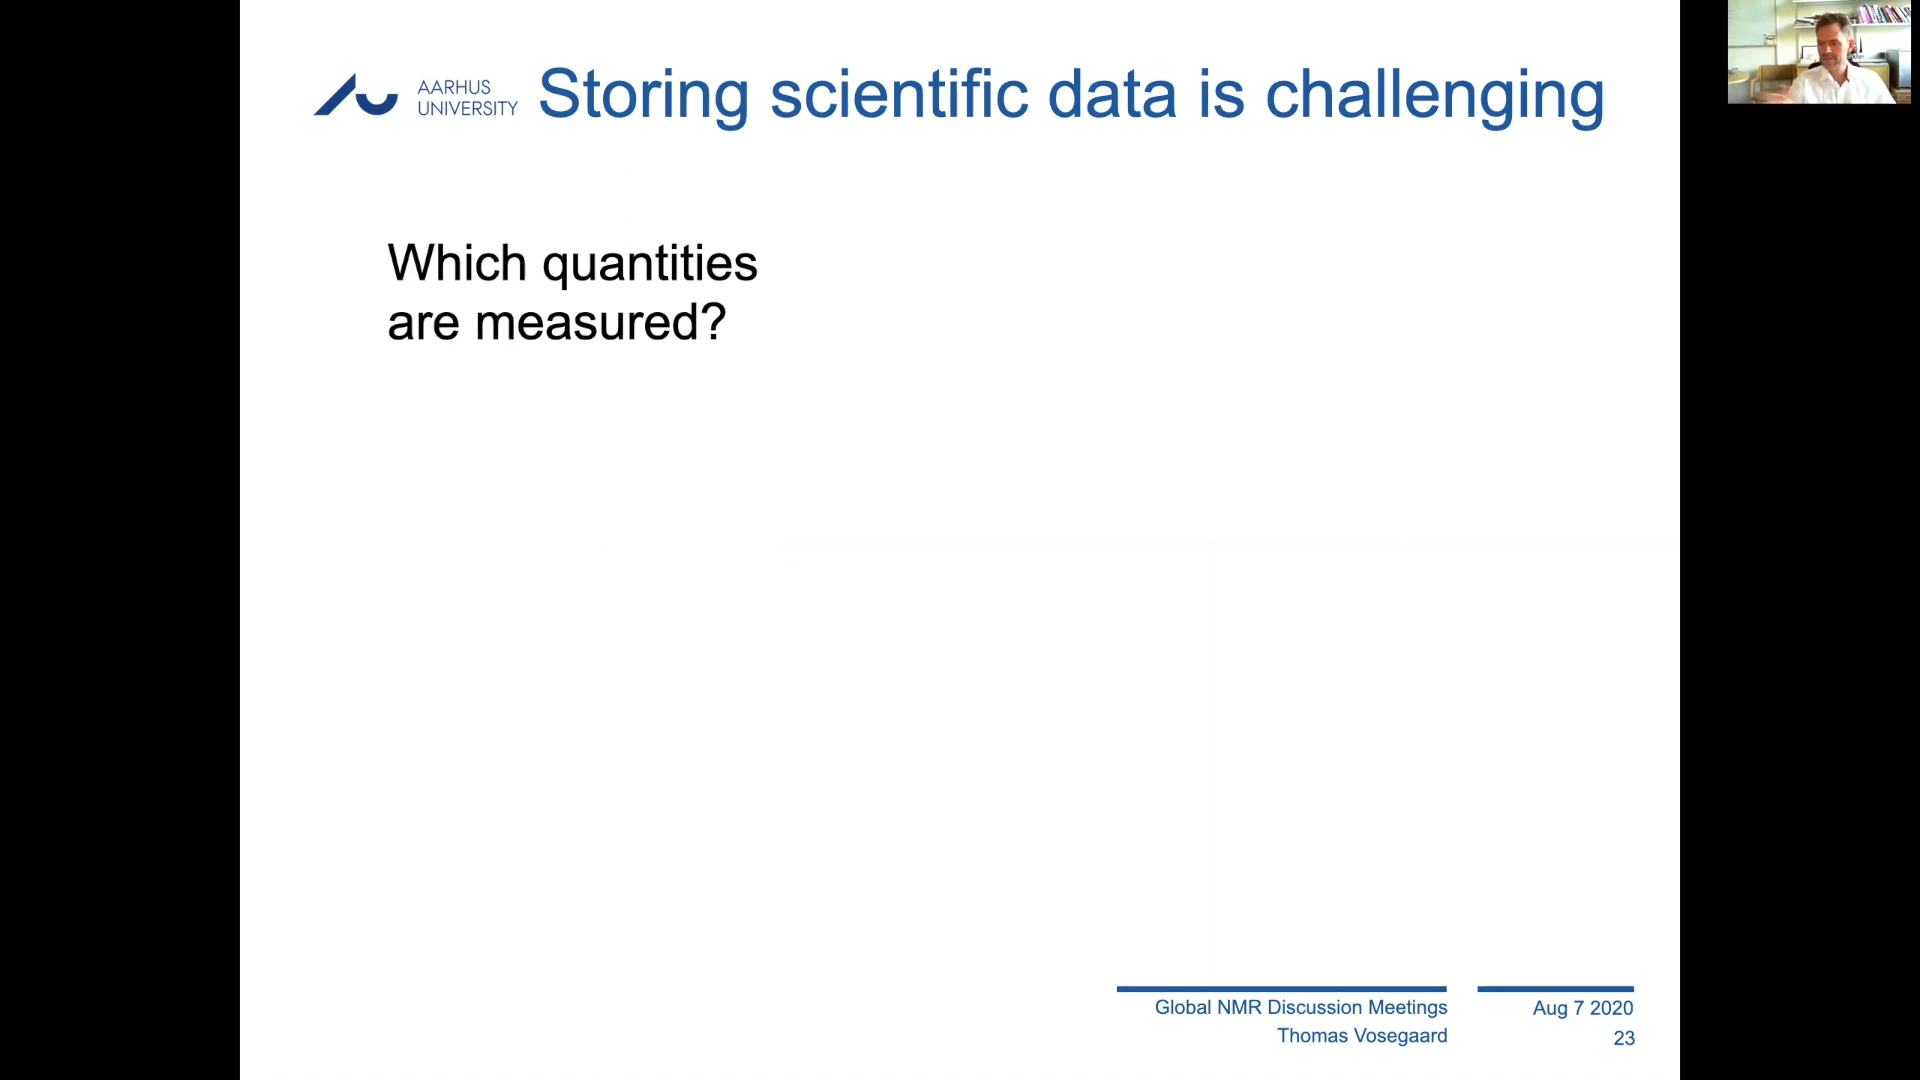 AARHUS
UNIVERSITY
Storing scientific data is challenging
Which quantities
are measured?
Global NMR Discussion Meetings
Thomas Vosegaard
Aug 7 2020
23